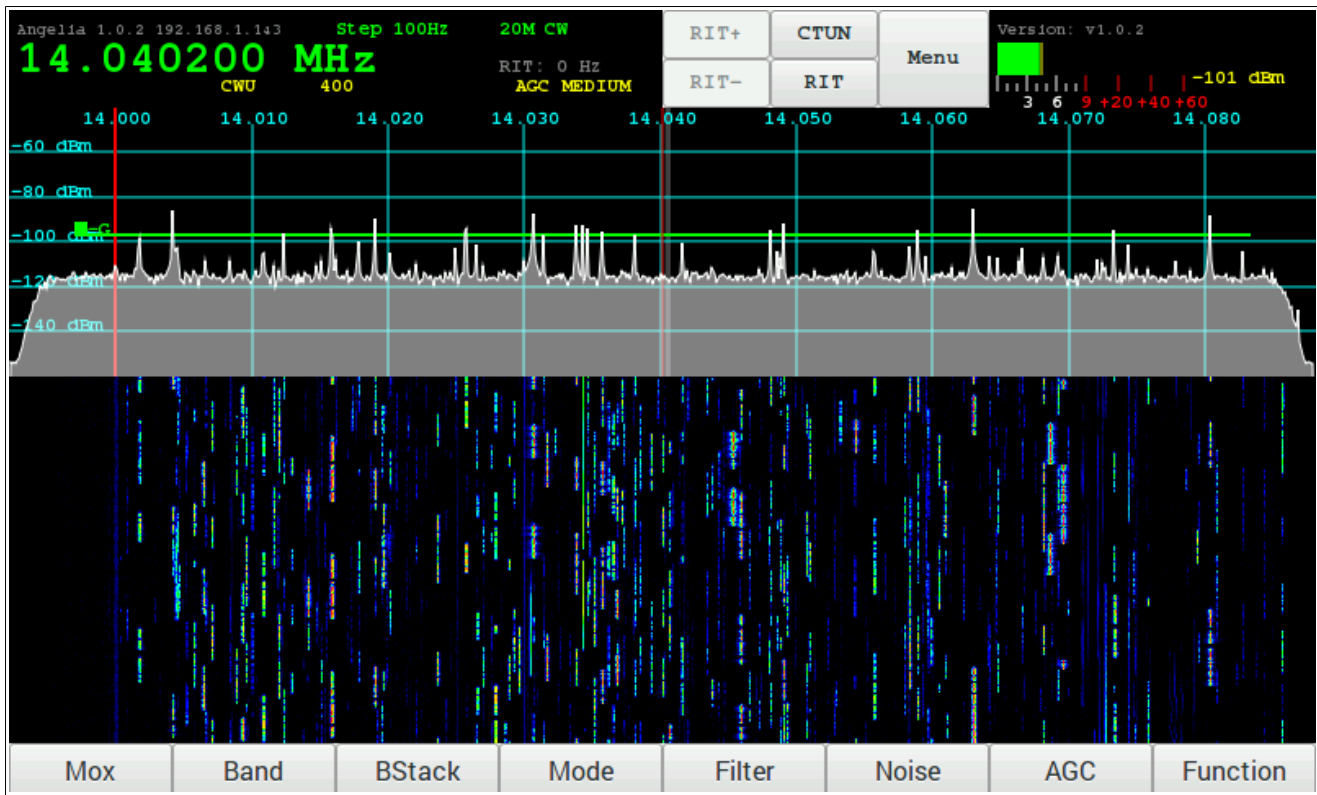 Angelia 1.0.2 192.168.1.143 Step 100Hz 20M CW RIT+ CTUN Menu Version: v1.0.2
14.040200 MHz RIT: 0 Hz
CWU 400 AGC MEDIUM RIT- RIT -101 dBm
3 6 9 +20 +40 +60
14.000 14.010 14.020 14.030 14.040 14.050 14.060 14.070 14.080
-60 dBm
-80 dBm
-G
-100 dBm
-120 dBm
-140 dBm
Mox Band BStack Mode Filter Noise AGC Function